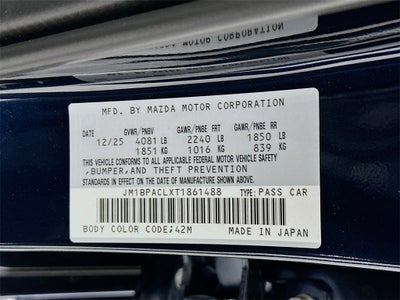 MFD. BY MAZDA MOTOR CORPORATION
GVWR/PNBV GAWR/PNBE FRT GAWR/PNBE RR
12/25 4081 LB 2240 LB 1850 LB
1851 KG 1016 KG 839 KG
THIS VEHICLE CONFORMS TO ALL APPLICABLE FEDERAL MOTOR VEHICLE SAFETY
,BUMPER,AND THEFT PREVENTION
STANDARDS IN EFFECT ON THE DATE OF MANUFACTURE SHOWN ABOVE.
JM1BPACLXT1861488 TYPE:PASS CAR
BODY COLOR CODE;42M MADE IN JAPAN